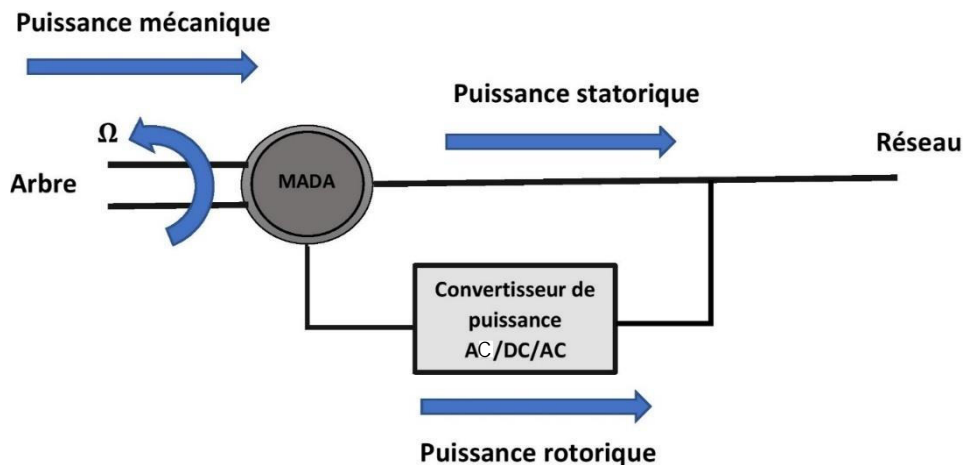 Puissance mécanique
Puissance statorique
Réseau
Ω
Arbre
MADA
Convertisseur de
puissance
AC/DC/AC
Puissance rotorique